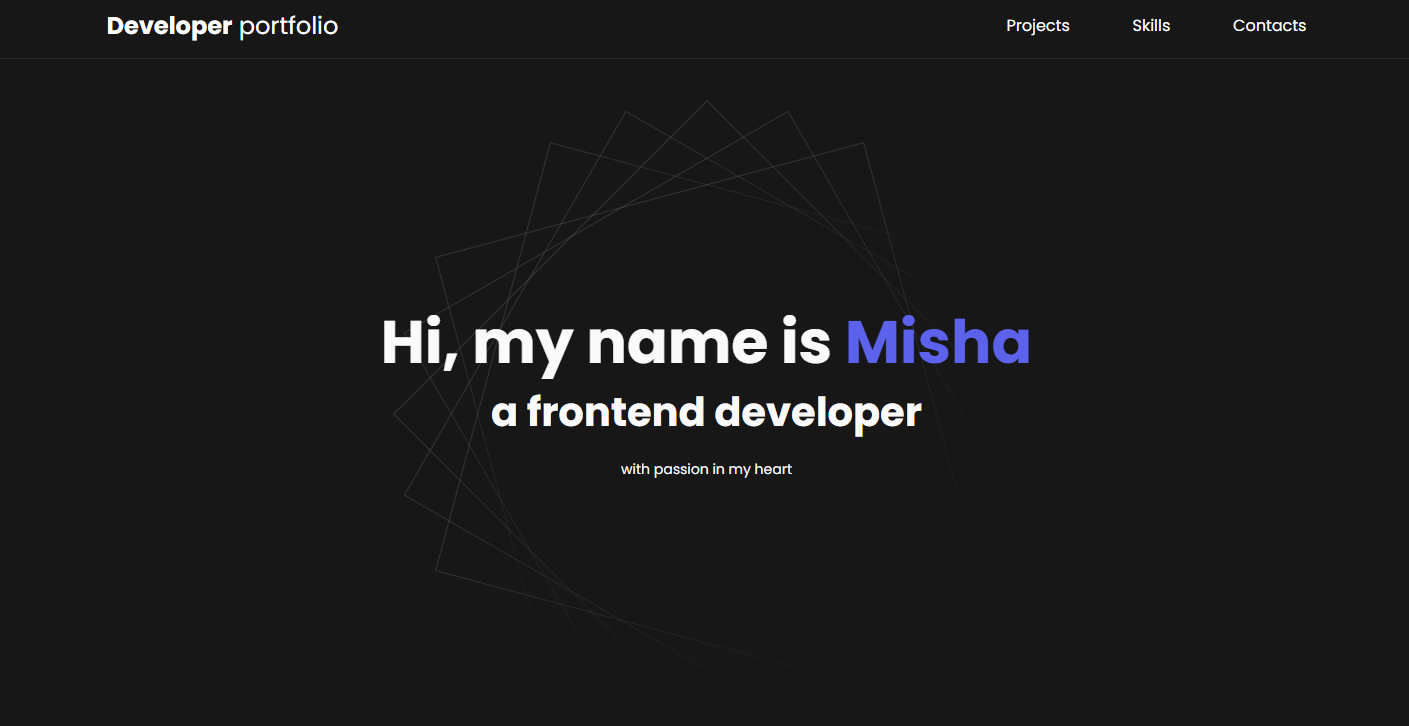 Developer portfolio
Projects
Skills
Contacts
Hi, my name is Misha
a frontend developer
with passion in my heart